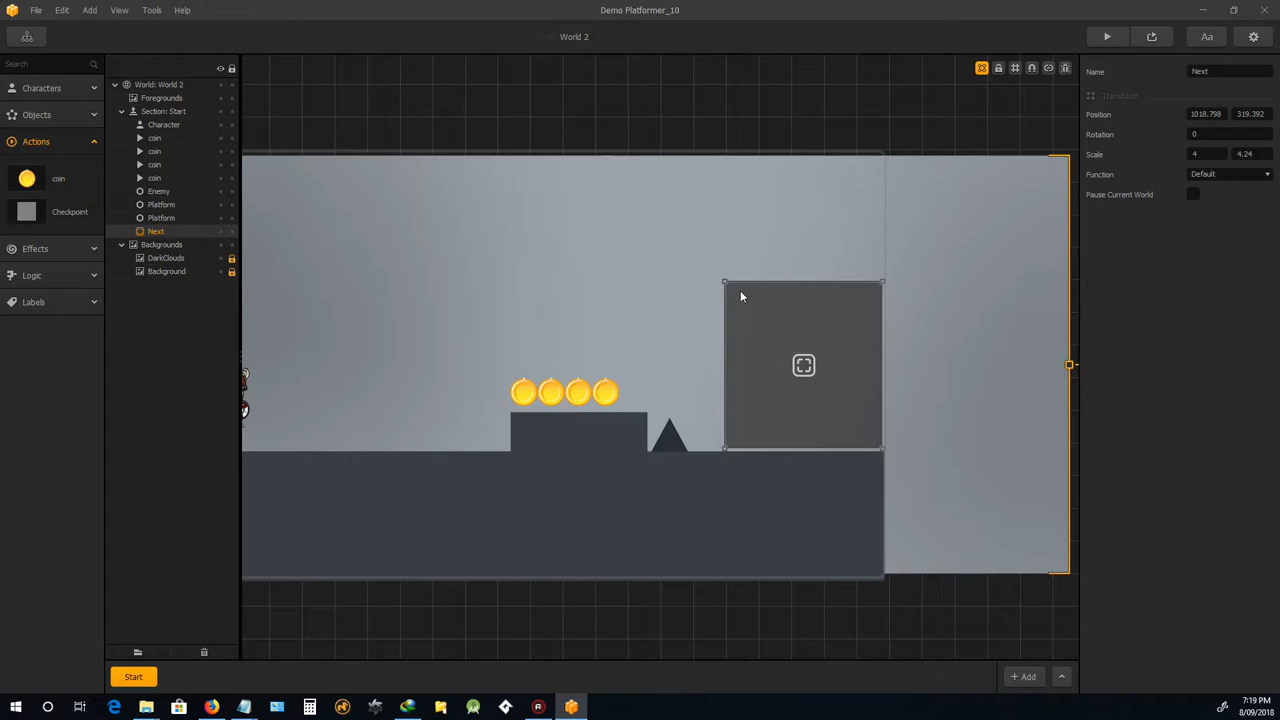 File Edit Add View Tools Help
Demo Platformer_10
World 2
Aa
Search
Characters
Objects
Actions
coin
Checkpoint
Effects
Logic
Labels
World: World 2
Foregrounds
Section: Start
Character
coin
coin
coin
coin
Enemy
Platform
Platform
Next
Backgrounds
DarkClouds
Background
Name Next
Transform
Position 1018.798 319.392
Rotation 0
Scale 4 4.24
Function Default
Pause Current World
Start
+ Add
7:19 PM
8/09/2018